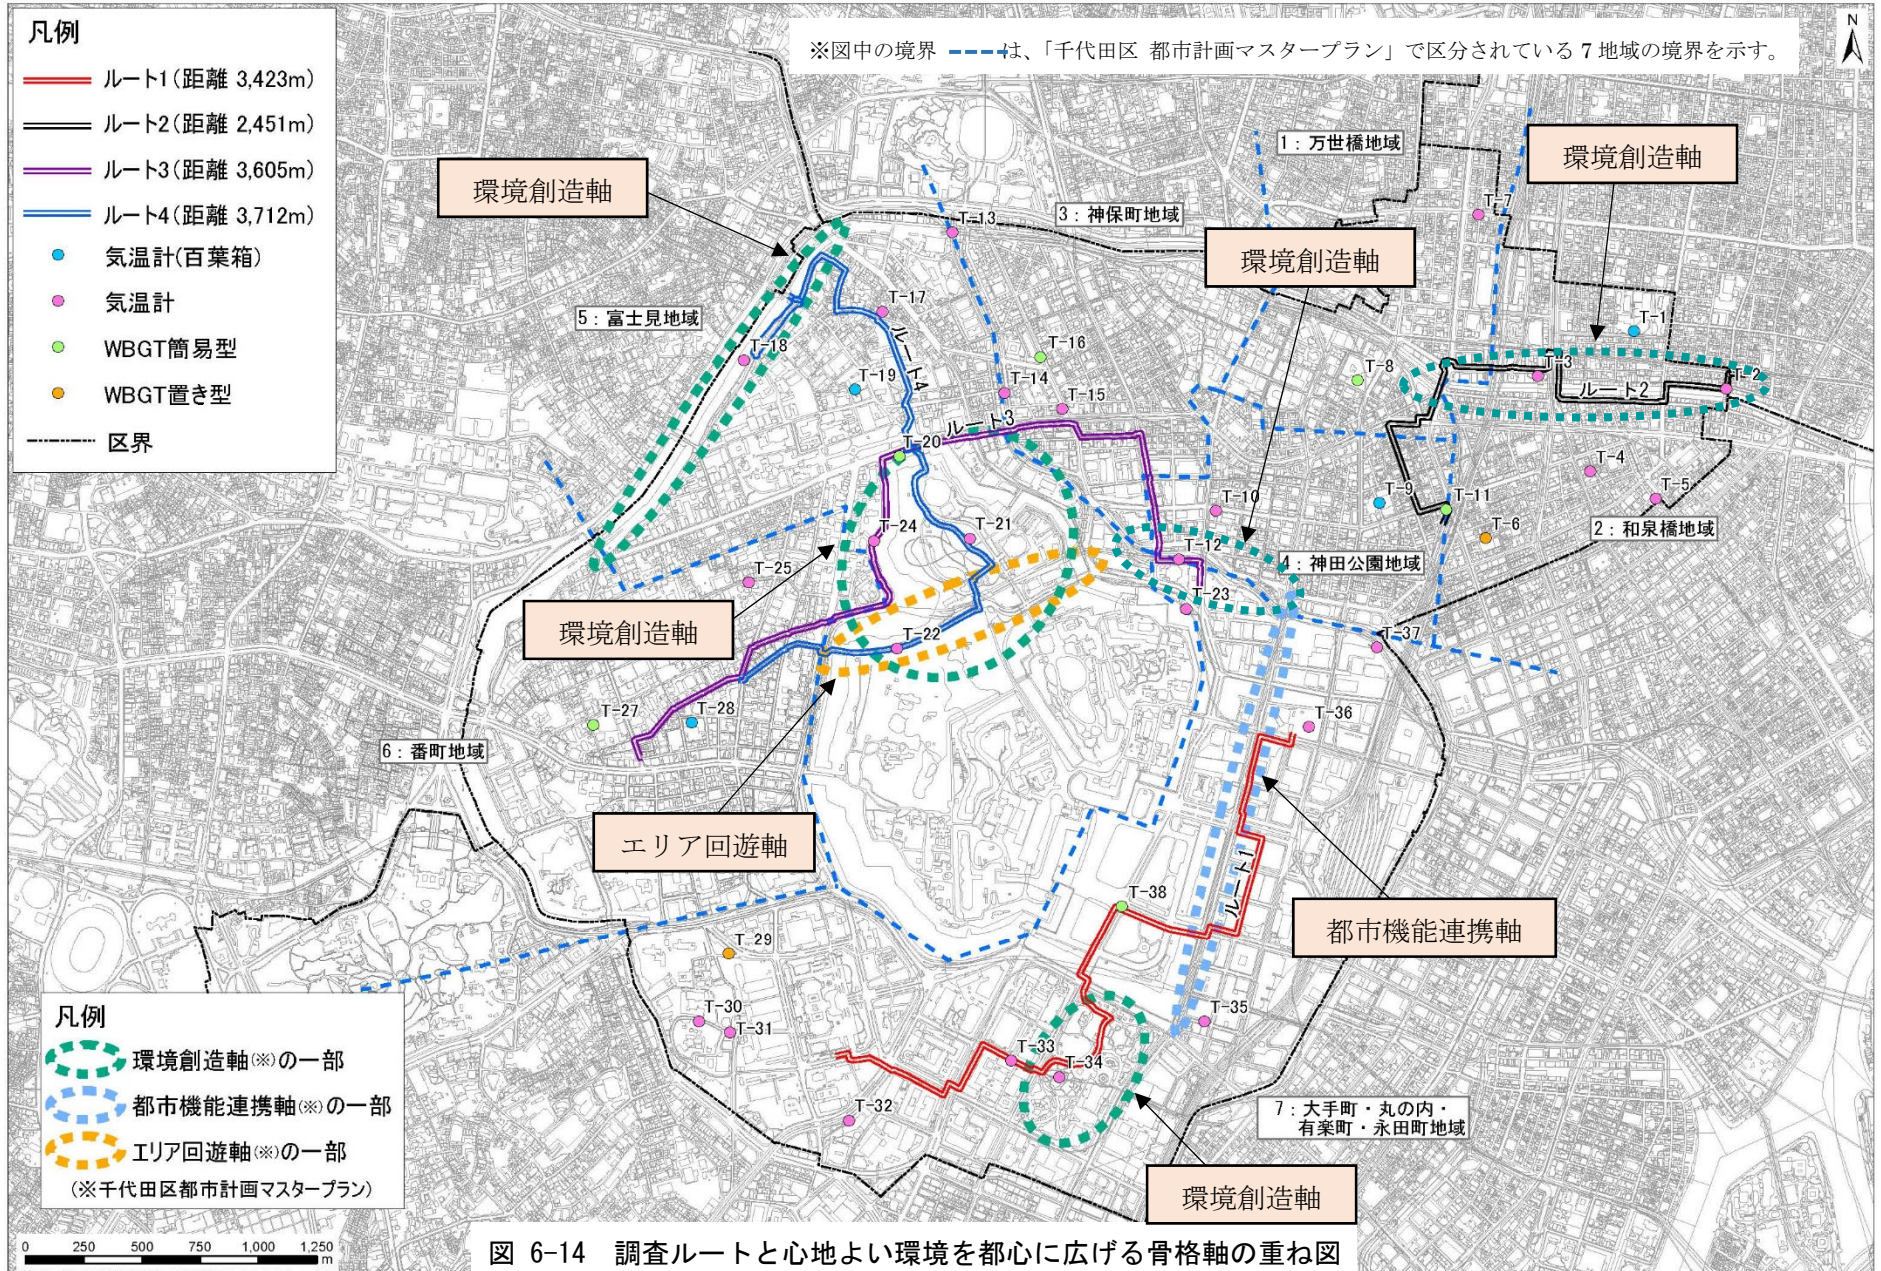 凡例
ルート1(距離 3,423m)
ルート2(距離 2,451m)
ルート3(距離 3,605m)
ルート4(距離 3,712m)
気温計(百葉箱)
気温計
WBGT簡易型
WBGT置き型
区界
※図中の境界 は、「千代田区 都市計画マスタープラン」で区分されている 7 地域の境界を示す。
N
環境創造軸
1:万世橋地域
環境創造軸
3:神保町地域
環境創造軸
T-13
T-7
T-17
5:富士見地域
T-18
T-19
ルート4
T-16
T-14
T-15
T-8
T-1
T-3
ルート2
T-2
ルート3
T-20
T-4
T-5
T-9
T-11
T-6
T-10
2:和泉橋地域
T-24
T-21
T-12
4:神田公園地域
T-25
T-23
環境創造軸
T-22
T-37
T-27
T-28
T-36
6:番町地域
エリア回遊軸
ルート1
T-38
都市機能連携軸
T-29
T-30
T-31
T-35
T-33
T-34
T-32
7:大手町・丸の内・
有楽町・永田町地域
環境創造軸
凡例
環境創造軸(※)の一部
都市機能連携軸(※)の一部
エリア回遊軸(※)の一部
(※千代田区都市計画マスタープラン)
0 250 500 750 1,000 1,250
m
図 6-14 調査ルートと心地よい環境を都心に広げる骨格軸の重ね図